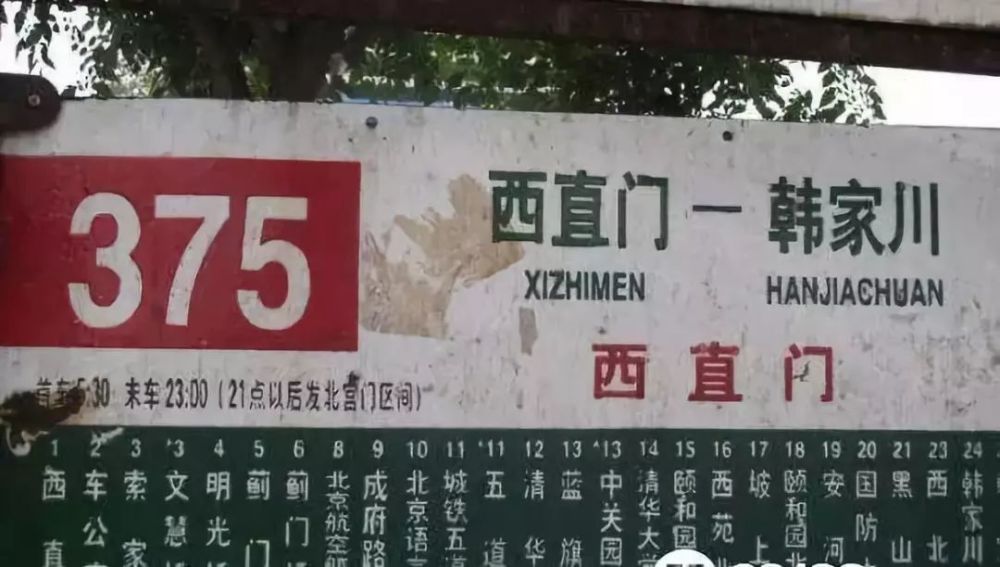 375
西直门 — 韩家川
XIZHIMEN HANJIACHUAN
西直门
首车5:30 末车23:00（21点以后发北宫门区间）
1 2 3 '3 4 5 6 8 9 10 11 '11 12 13 '13 14 15 16 17 18 19 20 21 23 24
西直
车公
索家
文慧
明光
蓟门
蓟门
北京航空
成府路
北京语
城铁五
五道
清华
蓝旗
中关园
清华大
颐和园
西苑
坡上
颐和园北
安河
国防
黑山
西北
韩家川